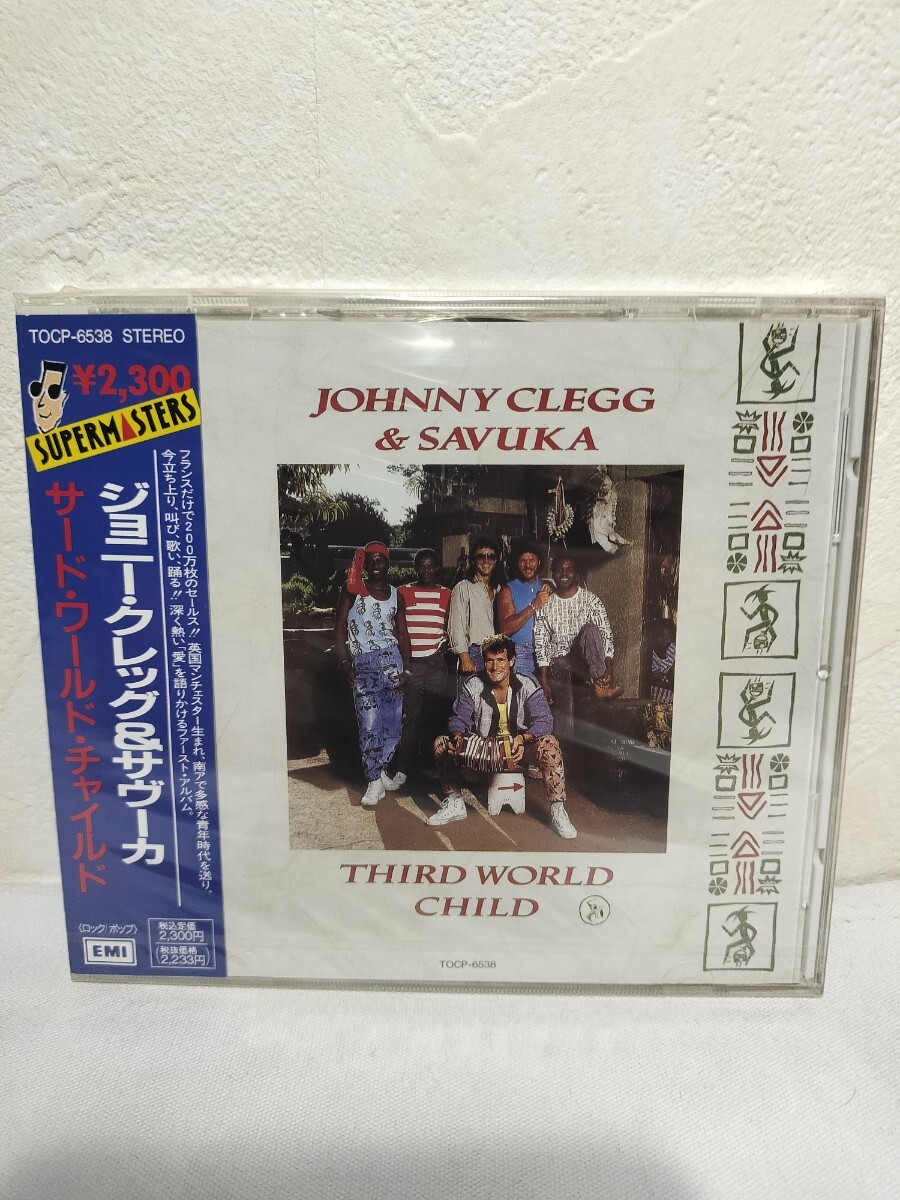 TOCP-6538 STEREO
¥2,300
SUPERMASTERS
フランスだけで200万枚のセールス!! 英国マンチェスター生まれ、南アで多感な青年時代を送り、
今立ち上り、叫び、歌い、踊る!! 深く熱い「愛」を語りかけるファースト・アルバム。
ジョニー・クレッグ&サヴーカ
サード・ワールド・チャイルド
〈ロック/ポップ〉
EMI
税込定価
2,300円
(税抜価格
2,233円)
JOHNNY CLEGG
& SAVUKA
THIRD WORLD
CHILD
TOCP-6538